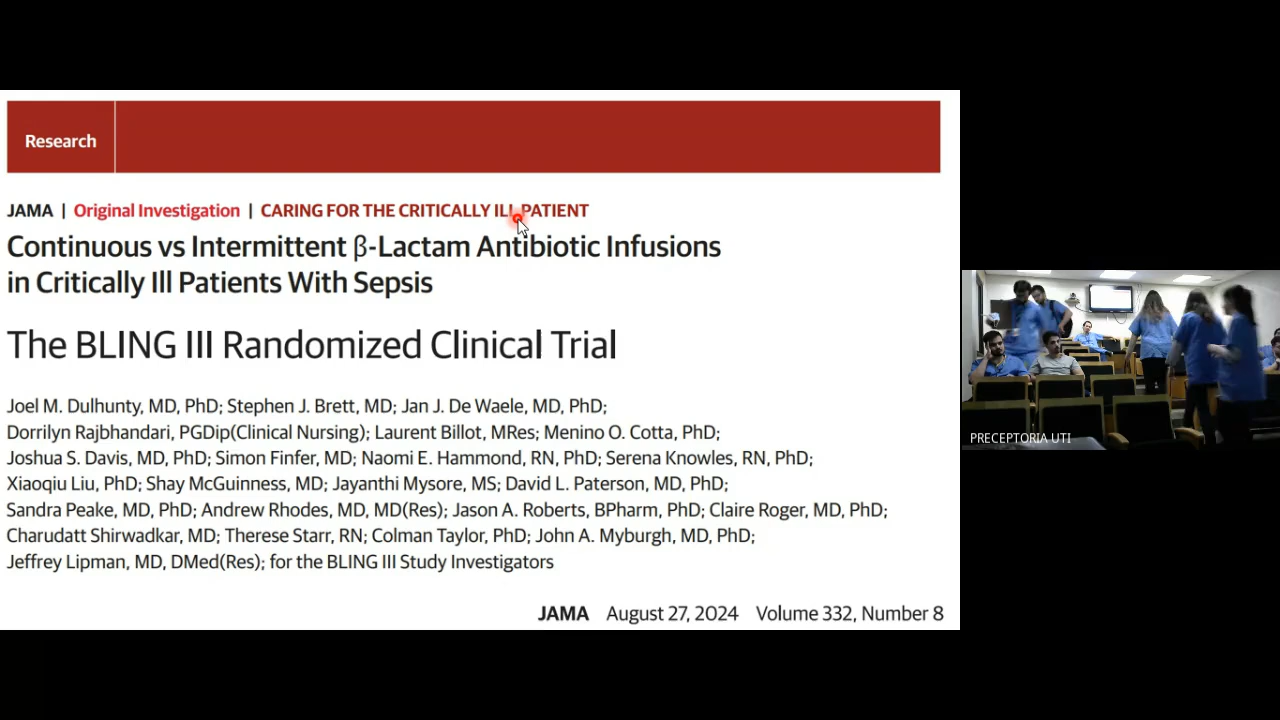 Research
JAMA | Original Investigation | CARING FOR THE CRITICALLY ILL PATIENT
Continuous vs Intermittent β-Lactam Antibiotic Infusions
in Critically Ill Patients With Sepsis
The BLING III Randomized Clinical Trial
Joel M. Dulhunty, MD, PhD; Stephen J. Brett, MD; Jan J. De Waele, MD, PhD;
Dorrilyn Rajbhandari, PGDip(Clinical Nursing); Laurent Billot, MRes; Menino O. Cotta, PhD;
Joshua S. Davis, MD, PhD; Simon Finfer, MD; Naomi E. Hammond, RN, PhD; Serena Knowles, RN, PhD;
Xiaoqiu Liu, PhD; Shay McGuinness, MD; Jayanthi Mysore, MS; David L. Paterson, MD, PhD;
Sandra Peake, MD, PhD; Andrew Rhodes, MD, MD(Res); Jason A. Roberts, BPharm, PhD; Claire Roger, MD, PhD;
Charudatt Shirwadkar, MD; Therese Starr, RN; Colman Taylor, PhD; John A. Myburgh, MD, PhD;
Jeffrey Lipman, MD, DMed(Res); for the BLING III Study Investigators
JAMA August 27, 2024 Volume 332, Number 8
PRECEPTORIA UTI